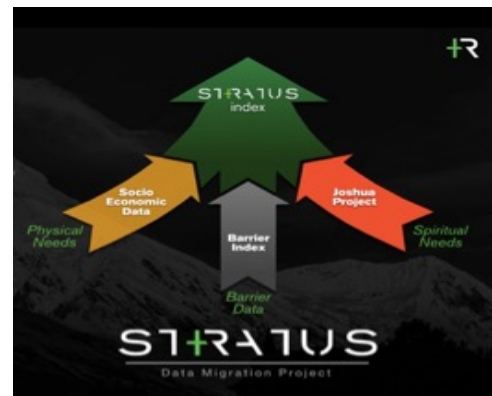 +R
STRATUS
index
Socio
Economic
Data
Joshua
Project
Physical
Needs
Barrier
Index
Spiritual
Needs
Barrier
Data
STRATUS
Data Migration Project